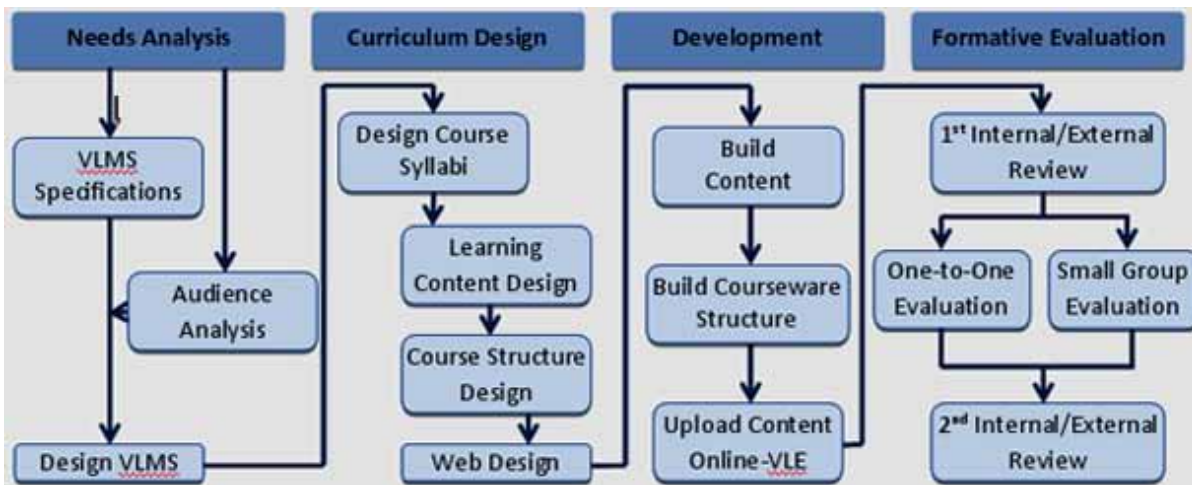 Needs Analysis
Curriculum Design
Development
Formative Evaluation
VLMS
Specifications
Audience
Analysis
Design VLMS
Design Course
Syllabi
Learning
Content Design
Course Structure
Design
Web Design
Build
Content
Build Courseware
Structure
Upload Content
Online-VLE
1st Internal/External
Review
One-to-One
Evaluation
Small Group
Evaluation
2nd Internal/External
Review